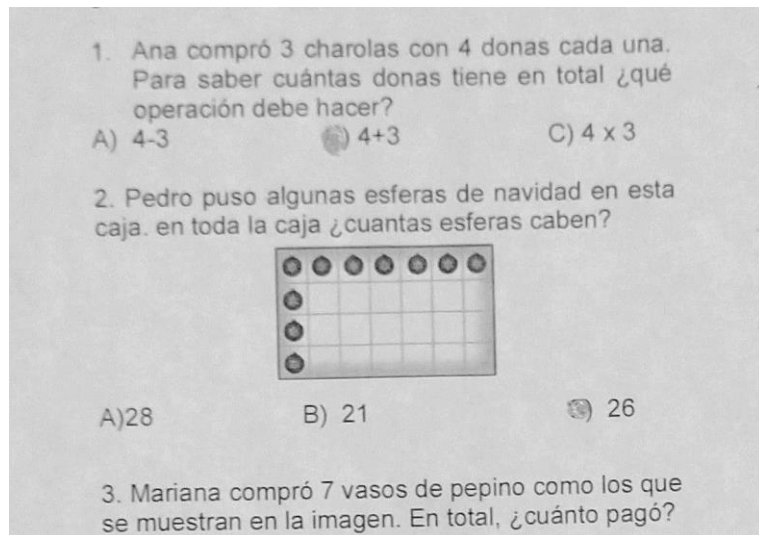 1. Ana compró 3 charolas con 4 donas cada una.
Para saber cuántas donas tiene en total ¿qué
operación debe hacer?
A) 4-3 ) 4+3 C) 4 x 3
2. Pedro puso algunas esferas de navidad en esta
caja. en toda la caja ¿cuantas esferas caben?
A)28 B) 21 ) 26
3. Mariana compró 7 vasos de pepino como los que
se muestran en la imagen. En total, ¿cuánto pagó?